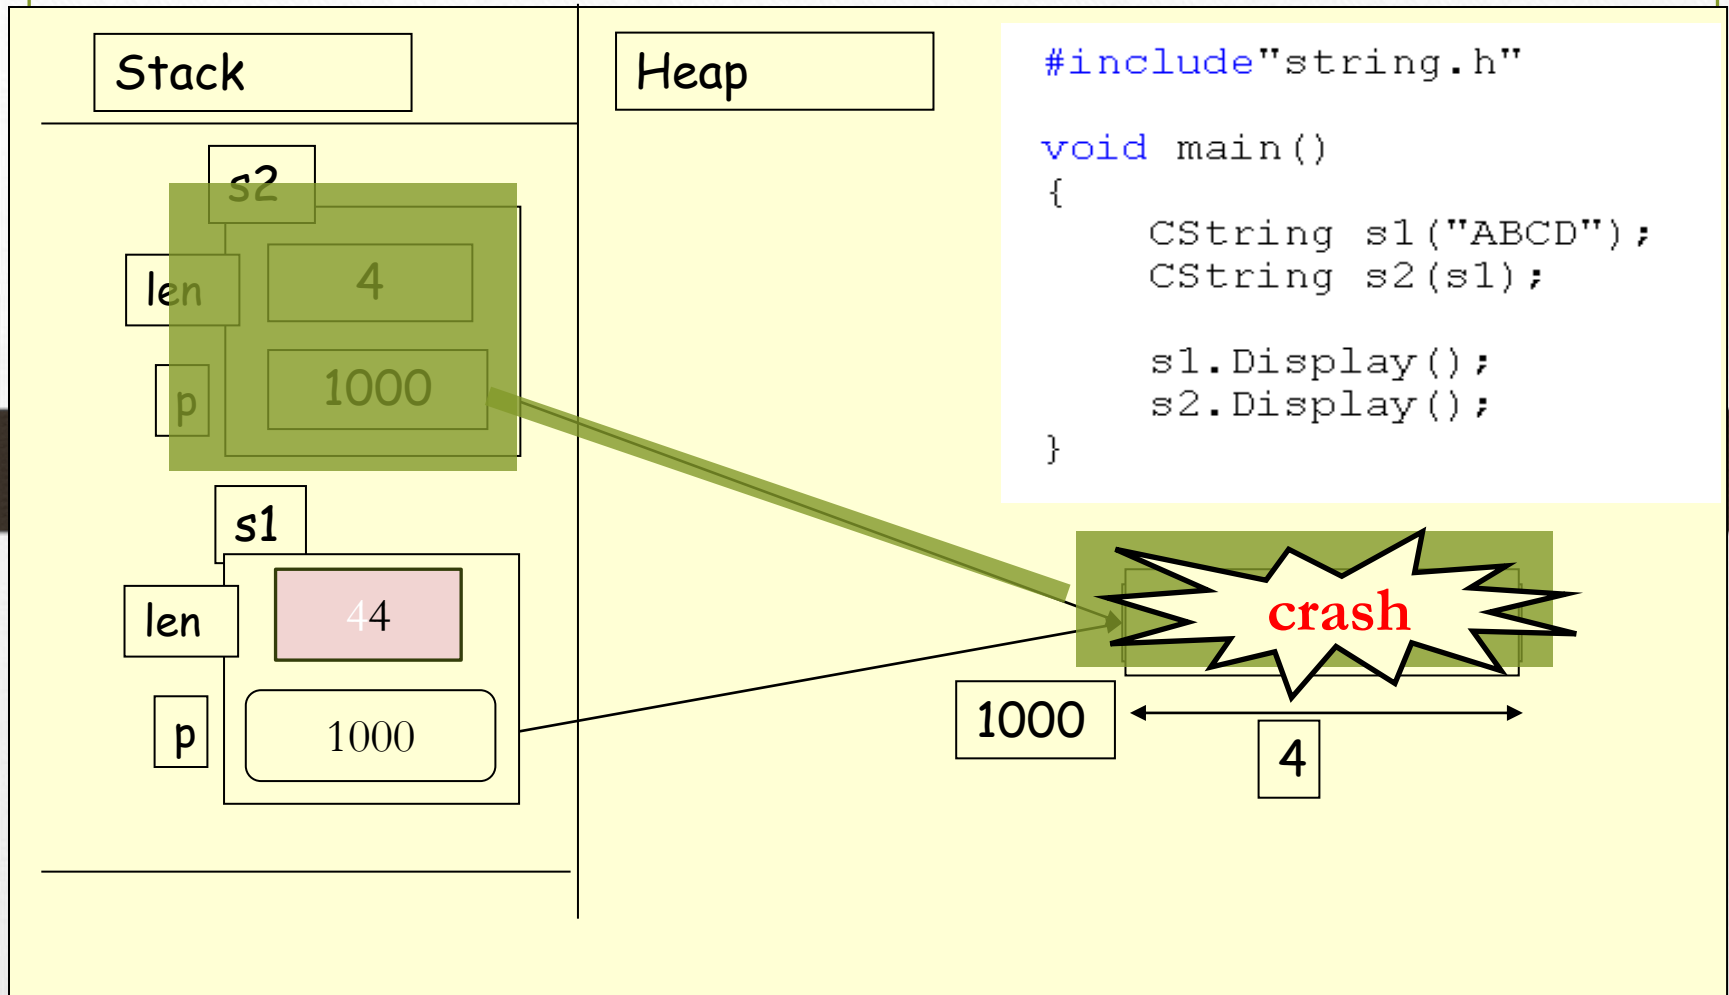 Stack
Heap
#include"string.h"
void main()
{
CString s1("ABCD");
CString s2(s1);
s1.Display();
s2.Display();
}
s2
len
4
p
1000
s1
len
44
p
1000
crash
1000
4